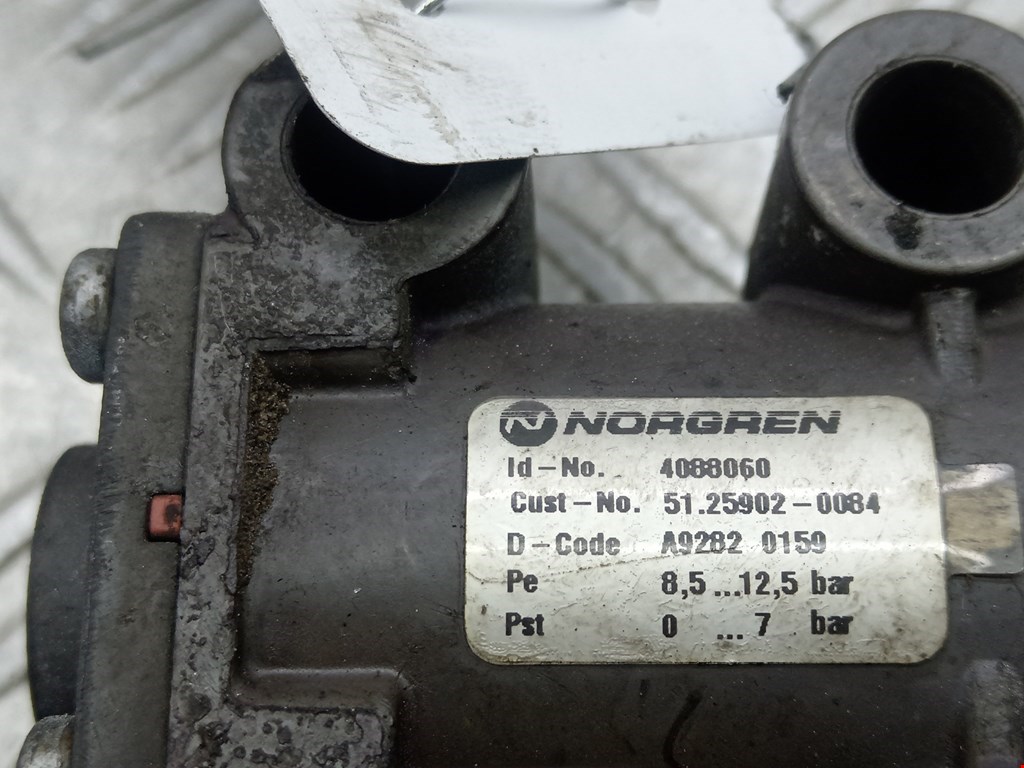 NORGREN
Id-No. 4088060
Cust-No. 51.25902-0084
D-Code A9282 0159
Pe 8,5 ...12,5 bar
Pst 0 ... 7 bar